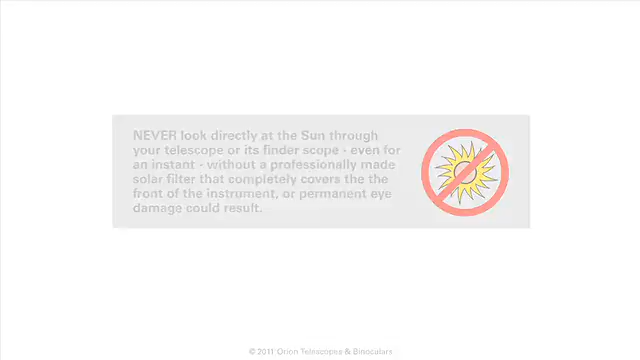 NEVER look directly at the Sun through
your telescope or its finder scope - even for
an instant - without a professionally made
solar filter that completely covers the the
front of the instrument, or permanent eye
damage could result.
© 2011 Orion Telescopes & Binoculars